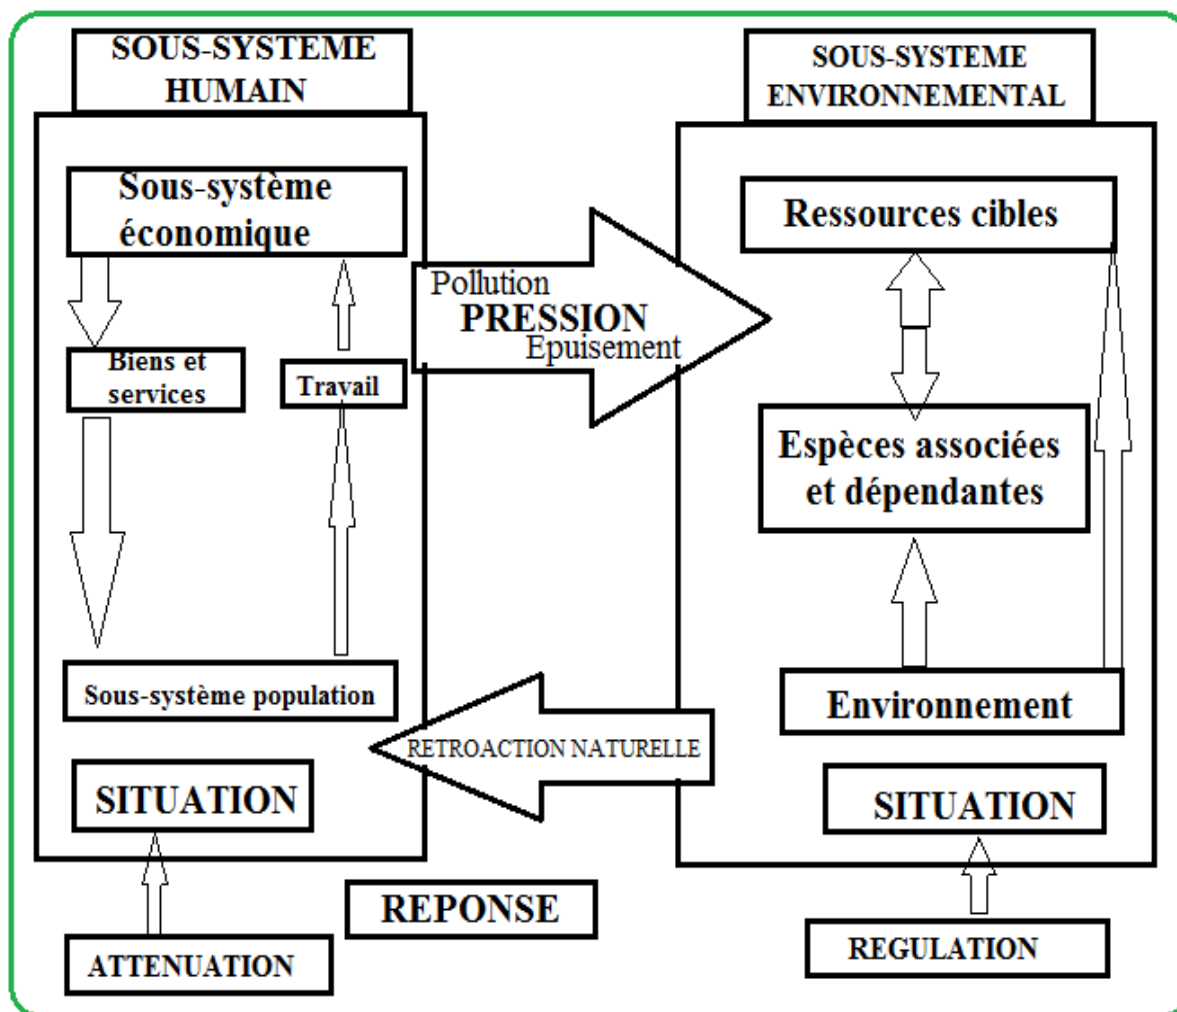 SOUS-SYSTEME
HUMAIN
Sous-système
économique
Biens et
services
Travail
Sous-système population
SITUATION
ATTENUATION
Pollution
PRESSION
Epuisement
RETROACTION NATURELLE
REPONSE
SOUS-SYSTEME
ENVIRONNEMENTAL
Ressources cibles
Espèces associées
et dépendantes
Environnement
SITUATION
REGULATION